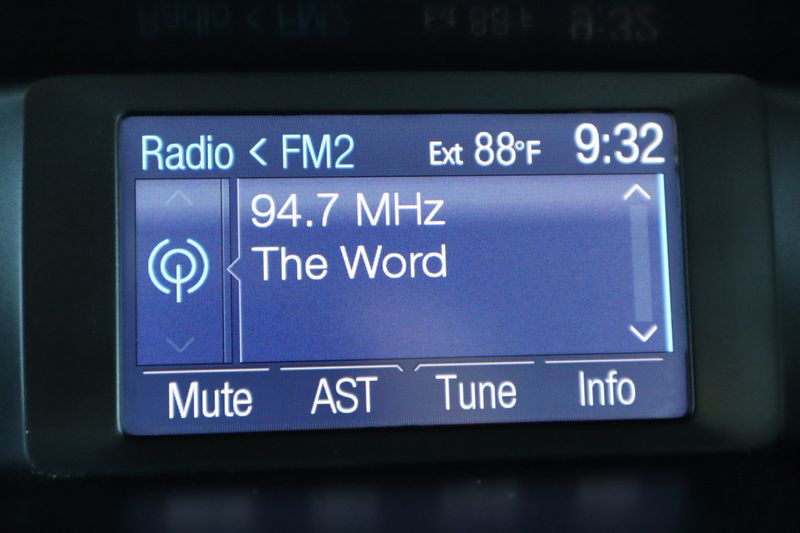 Radio < FM2 Ext 88°F 9:32
94.7 MHz
The Word
Mute AST Tune Info